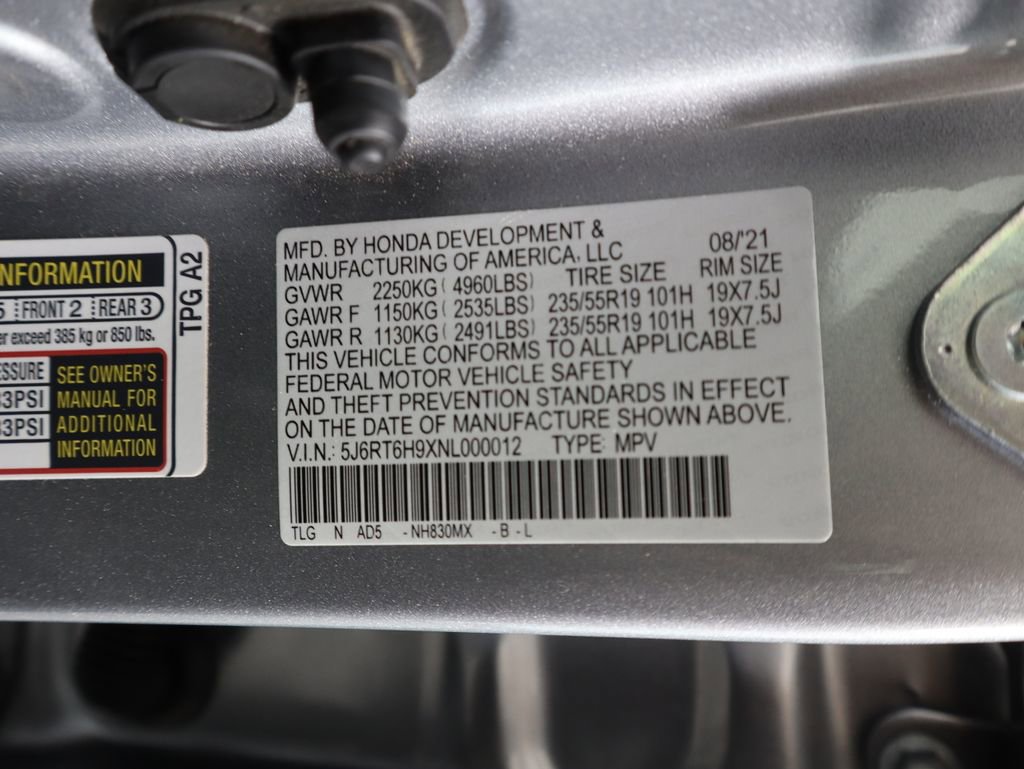 NFORMATION
FRONT 2 REAR 3
er exceed 385 kg or 850 lbs.
ESSURE
3PSI
3PSI
SEE OWNER'S
MANUAL FOR
ADDITIONAL
INFORMATION
TPG A2
MFD. BY HONDA DEVELOPMENT & 08/'21
MANUFACTURING OF AMERICA, LLC
TIRE SIZE RIM SIZE
GVWR 2250KG ( 4960LBS)
GAWR F 1150KG ( 2535LBS) 235/55R19 101H 19X7.5J
GAWR R 1130KG ( 2491LBS) 235/55R19 101H 19X7.5J
THIS VEHICLE CONFORMS TO ALL APPLICABLE
FEDERAL MOTOR VEHICLE SAFETY
AND THEFT PREVENTION STANDARDS IN EFFECT
ON THE DATE OF MANUFACTURE SHOWN ABOVE.
V.I.N.: 5J6RT6H9XNL000012 TYPE: MPV
TLG N AD5 -NH830MX -B -L